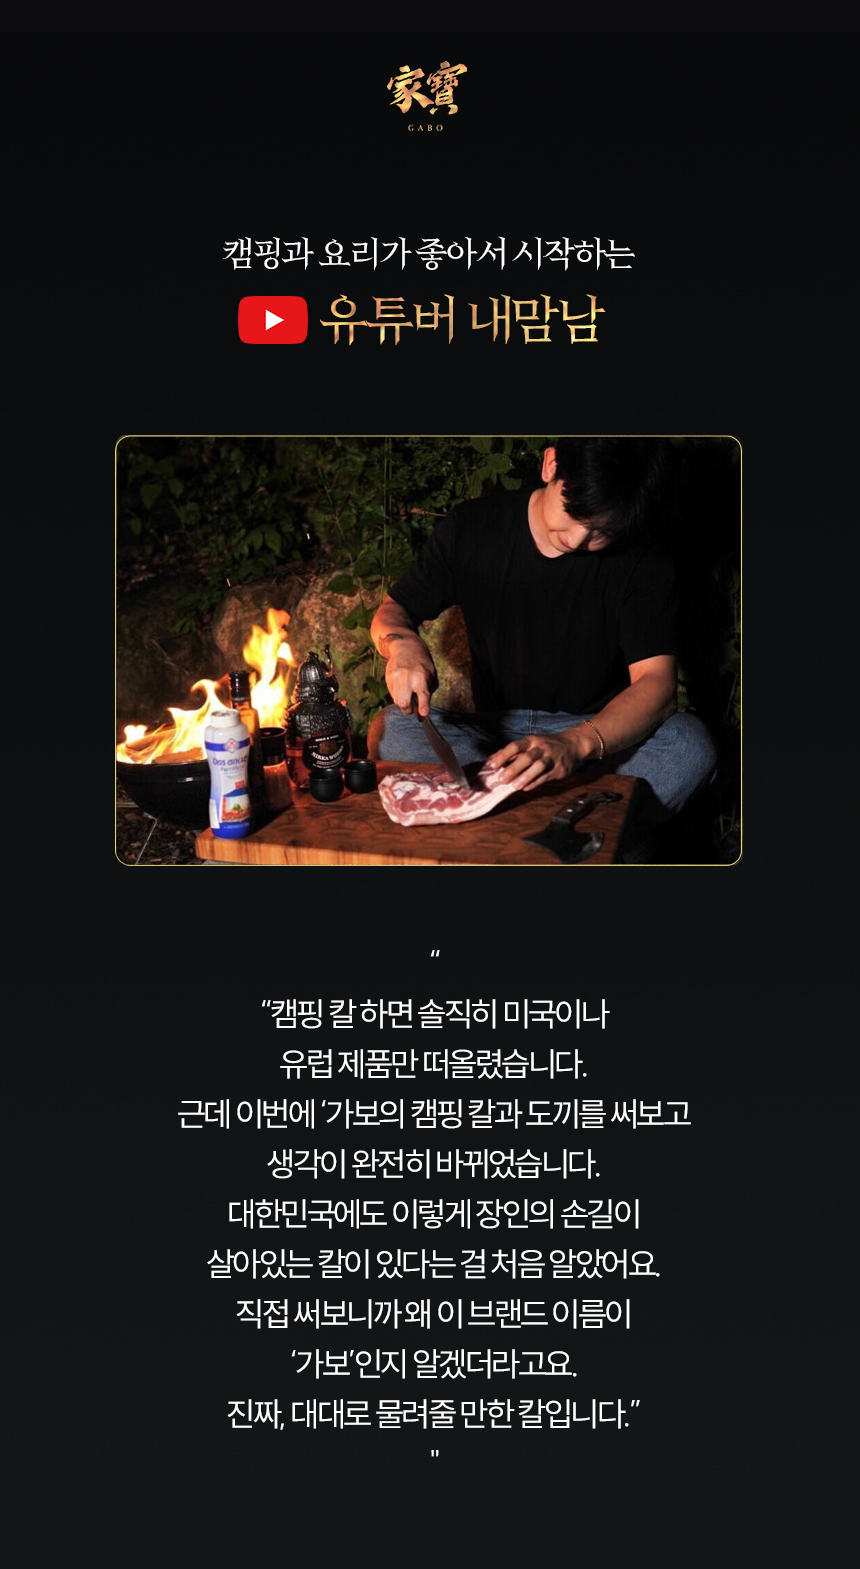 家寶
GABO
캠핑과 요리가 좋아서 시작하는
유튜버 내맘남
“
“캠핑 칼 하면 솔직히 미국이나
유럽 제품만 떠올렸습니다.
근데 이번에 ‘가보의 캠핑 칼과 도끼를 써보고
생각이 완전히 바뀌었습니다.
대한민국에도 이렇게 장인의 손길이
살아있는 칼이 있다는 걸 처음 알았어요.
직접 써보니까 왜 이 브랜드 이름이
‘가보’인지 알겠더라고요.
진짜, 대대로 물려줄 만한 칼입니다.”
"